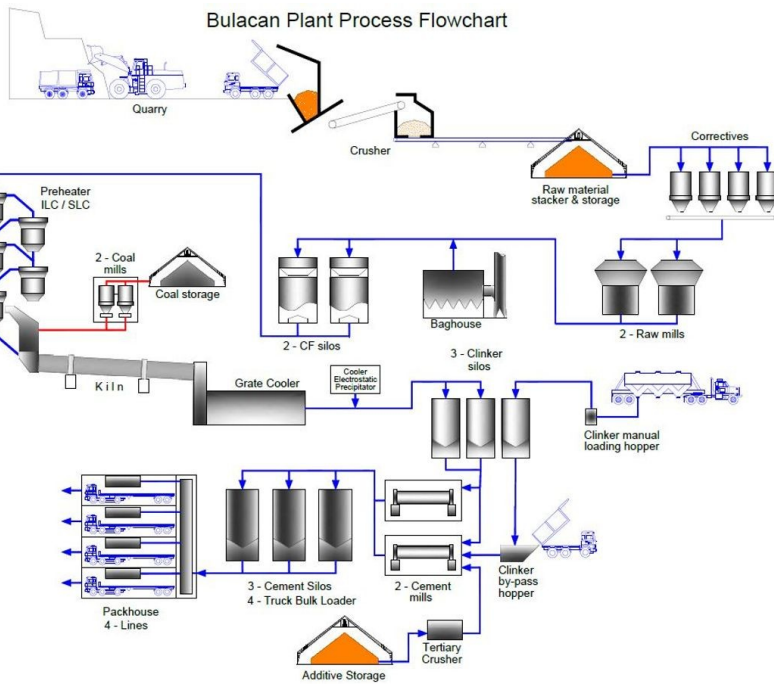 Bulacan Plant Process Flowchart
Quarry
Crusher
Correctives
Raw material
stacker & storage
Preheater
ILC / SLC
2 - Coal
mills
Coal storage
2 - CF silos
Baghouse
2 - Raw mills
Kiln
Grate Cooler
Cooler
Electrostatic
Precipitator
3 - Clinker
silos
Clinker manual
loading hopper
Packhouse
4 - Lines
3 - Cement Silos
4 - Truck Bulk Loader
2 - Cement
mills
Clinker
by-pass
hopper
Additive Storage
Tertiary
Crusher